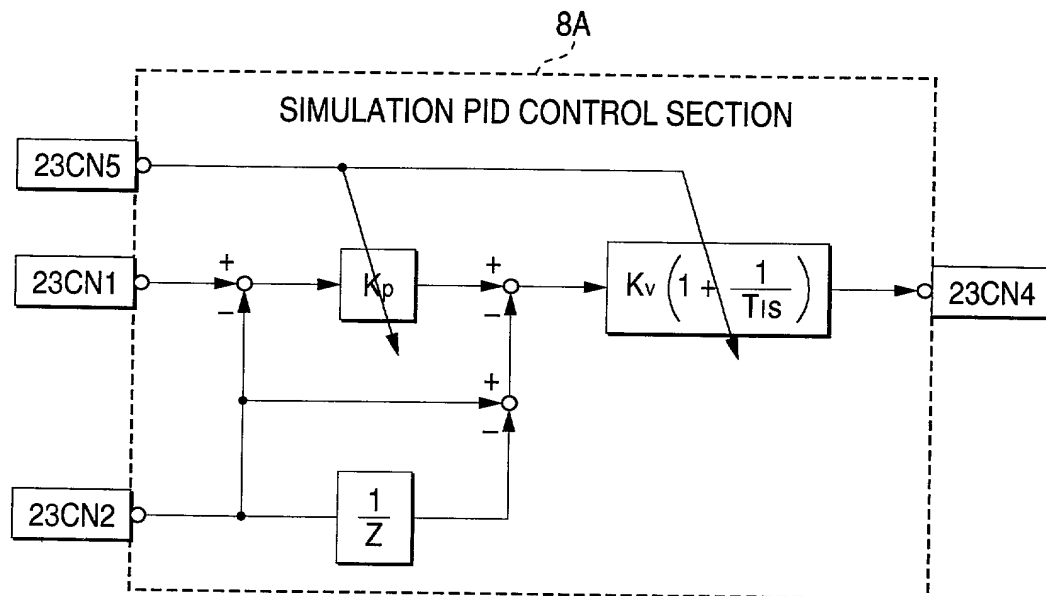 8A
SIMULATION PID CONTROL SECTION
23CN5
23CN1
+
−
Kp
+
−
Kv ( 1 + 1 / TIs )
23CN4
+
−
23CN2
1 / Z